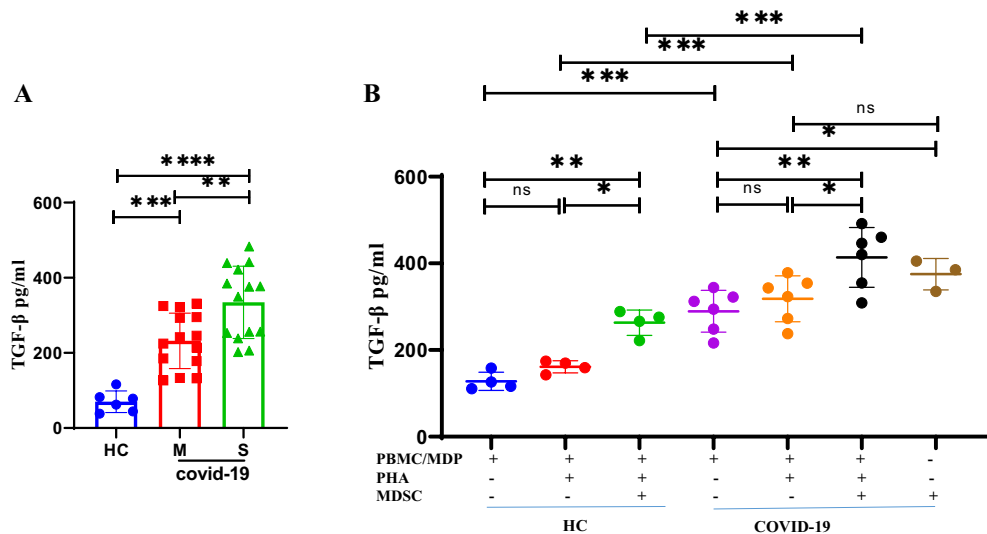 A
****
***
**
600
400
200
0
TGF-β pg/ml
HC
M
S
covid-19
B
***
***
***
ns
*
**
**
ns
*
ns
*
600
400
200
0
TGF-β pg/ml
PBMC/MDP + + + + + + -
PHA - + + - + + -
MDSC - - + - - + +
HC
COVID-19